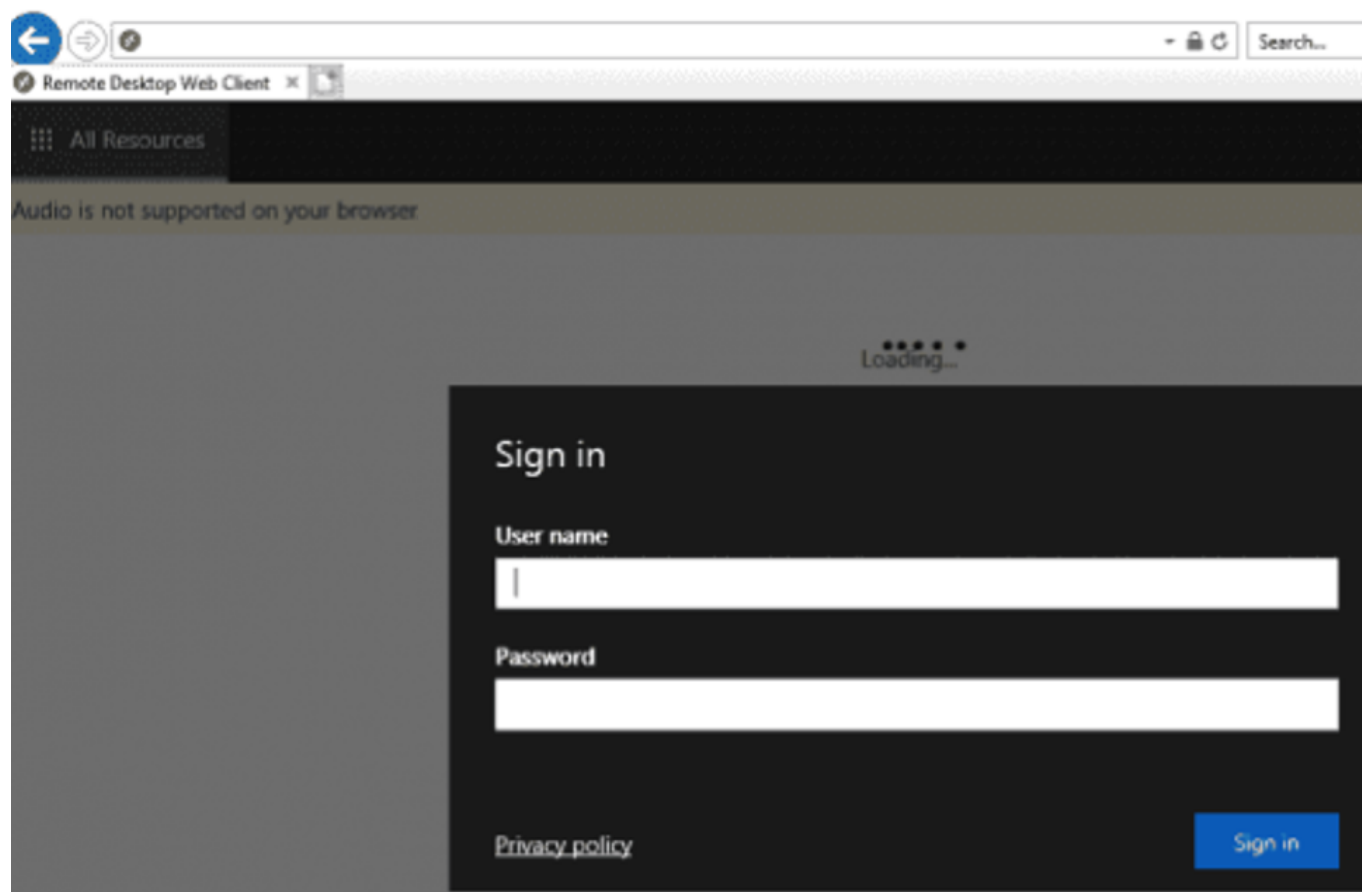 Search...
Remote Desktop Web Client
All Resources
Audio is not supported on your browser
Loading...
Sign in
User name
Password
Privacy policy
Sign in